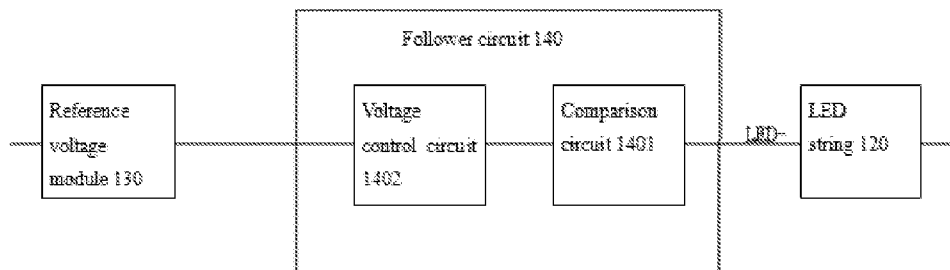 Follower circuit 140
Reference
voltage
module 130
Voltage
control circuit
1402
Comparison
circuit 1401
LED-
LED
string 120